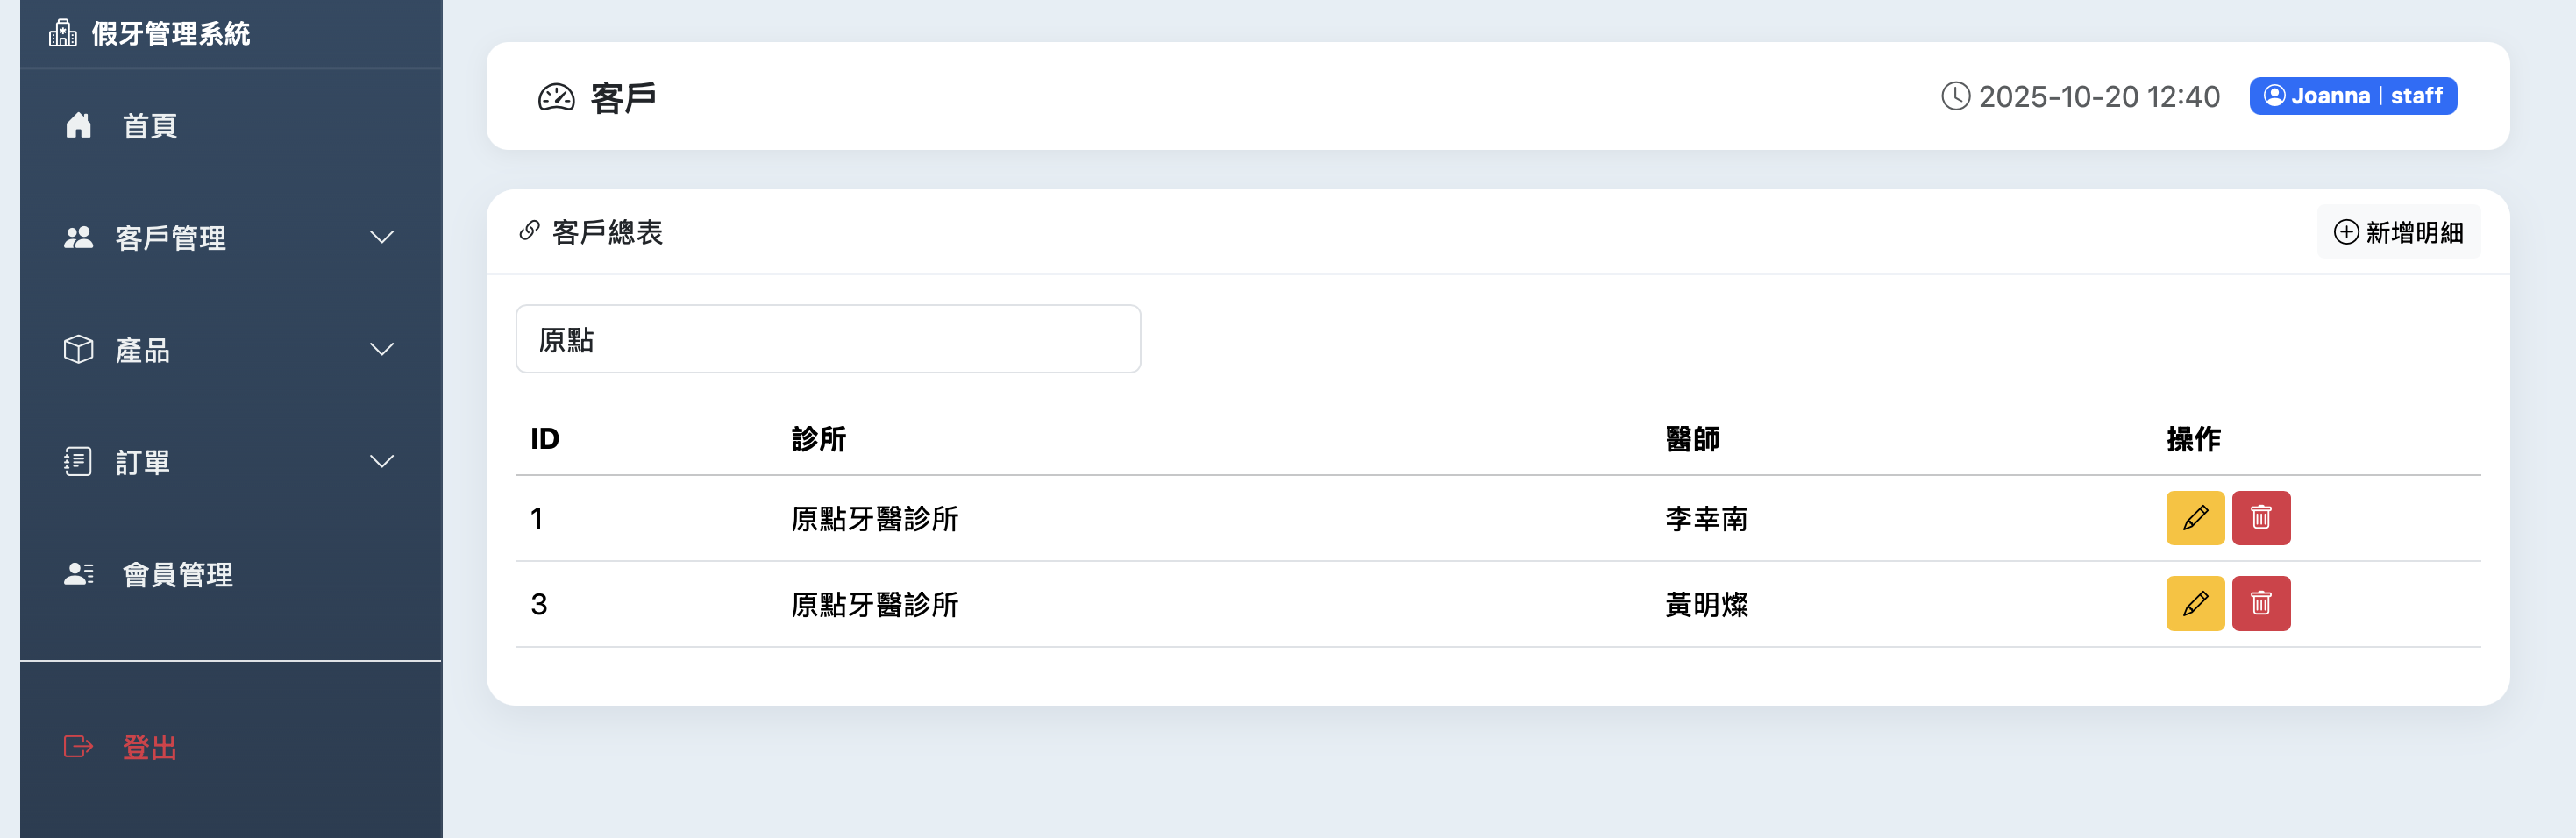 假牙管理系統
首頁
客戶管理
產品
訂單
會員管理
登出
客戶
2025-10-20 12:40
Joanna | staff
客戶總表
新增明細
原點
ID 診所 醫師 操作
1 原點牙醫診所 李幸南
3 原點牙醫診所 黃明燦